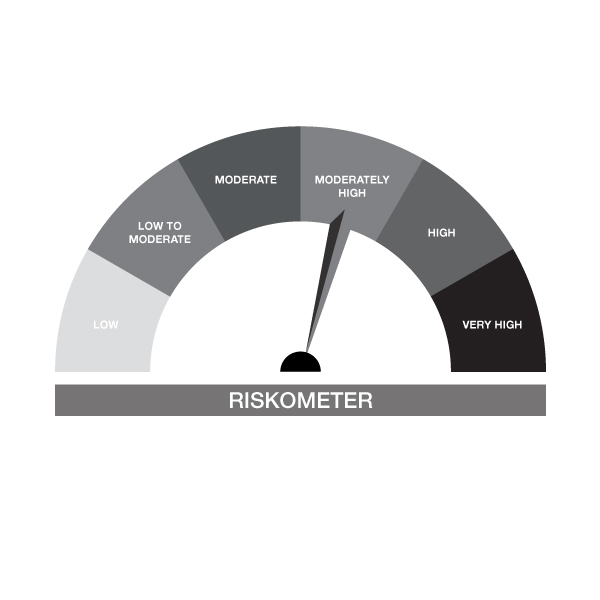 MODERATE
MODERATELY
HIGH
LOW TO
MODERATE
HIGH
LOW
VERY HIGH
RISKOMETER